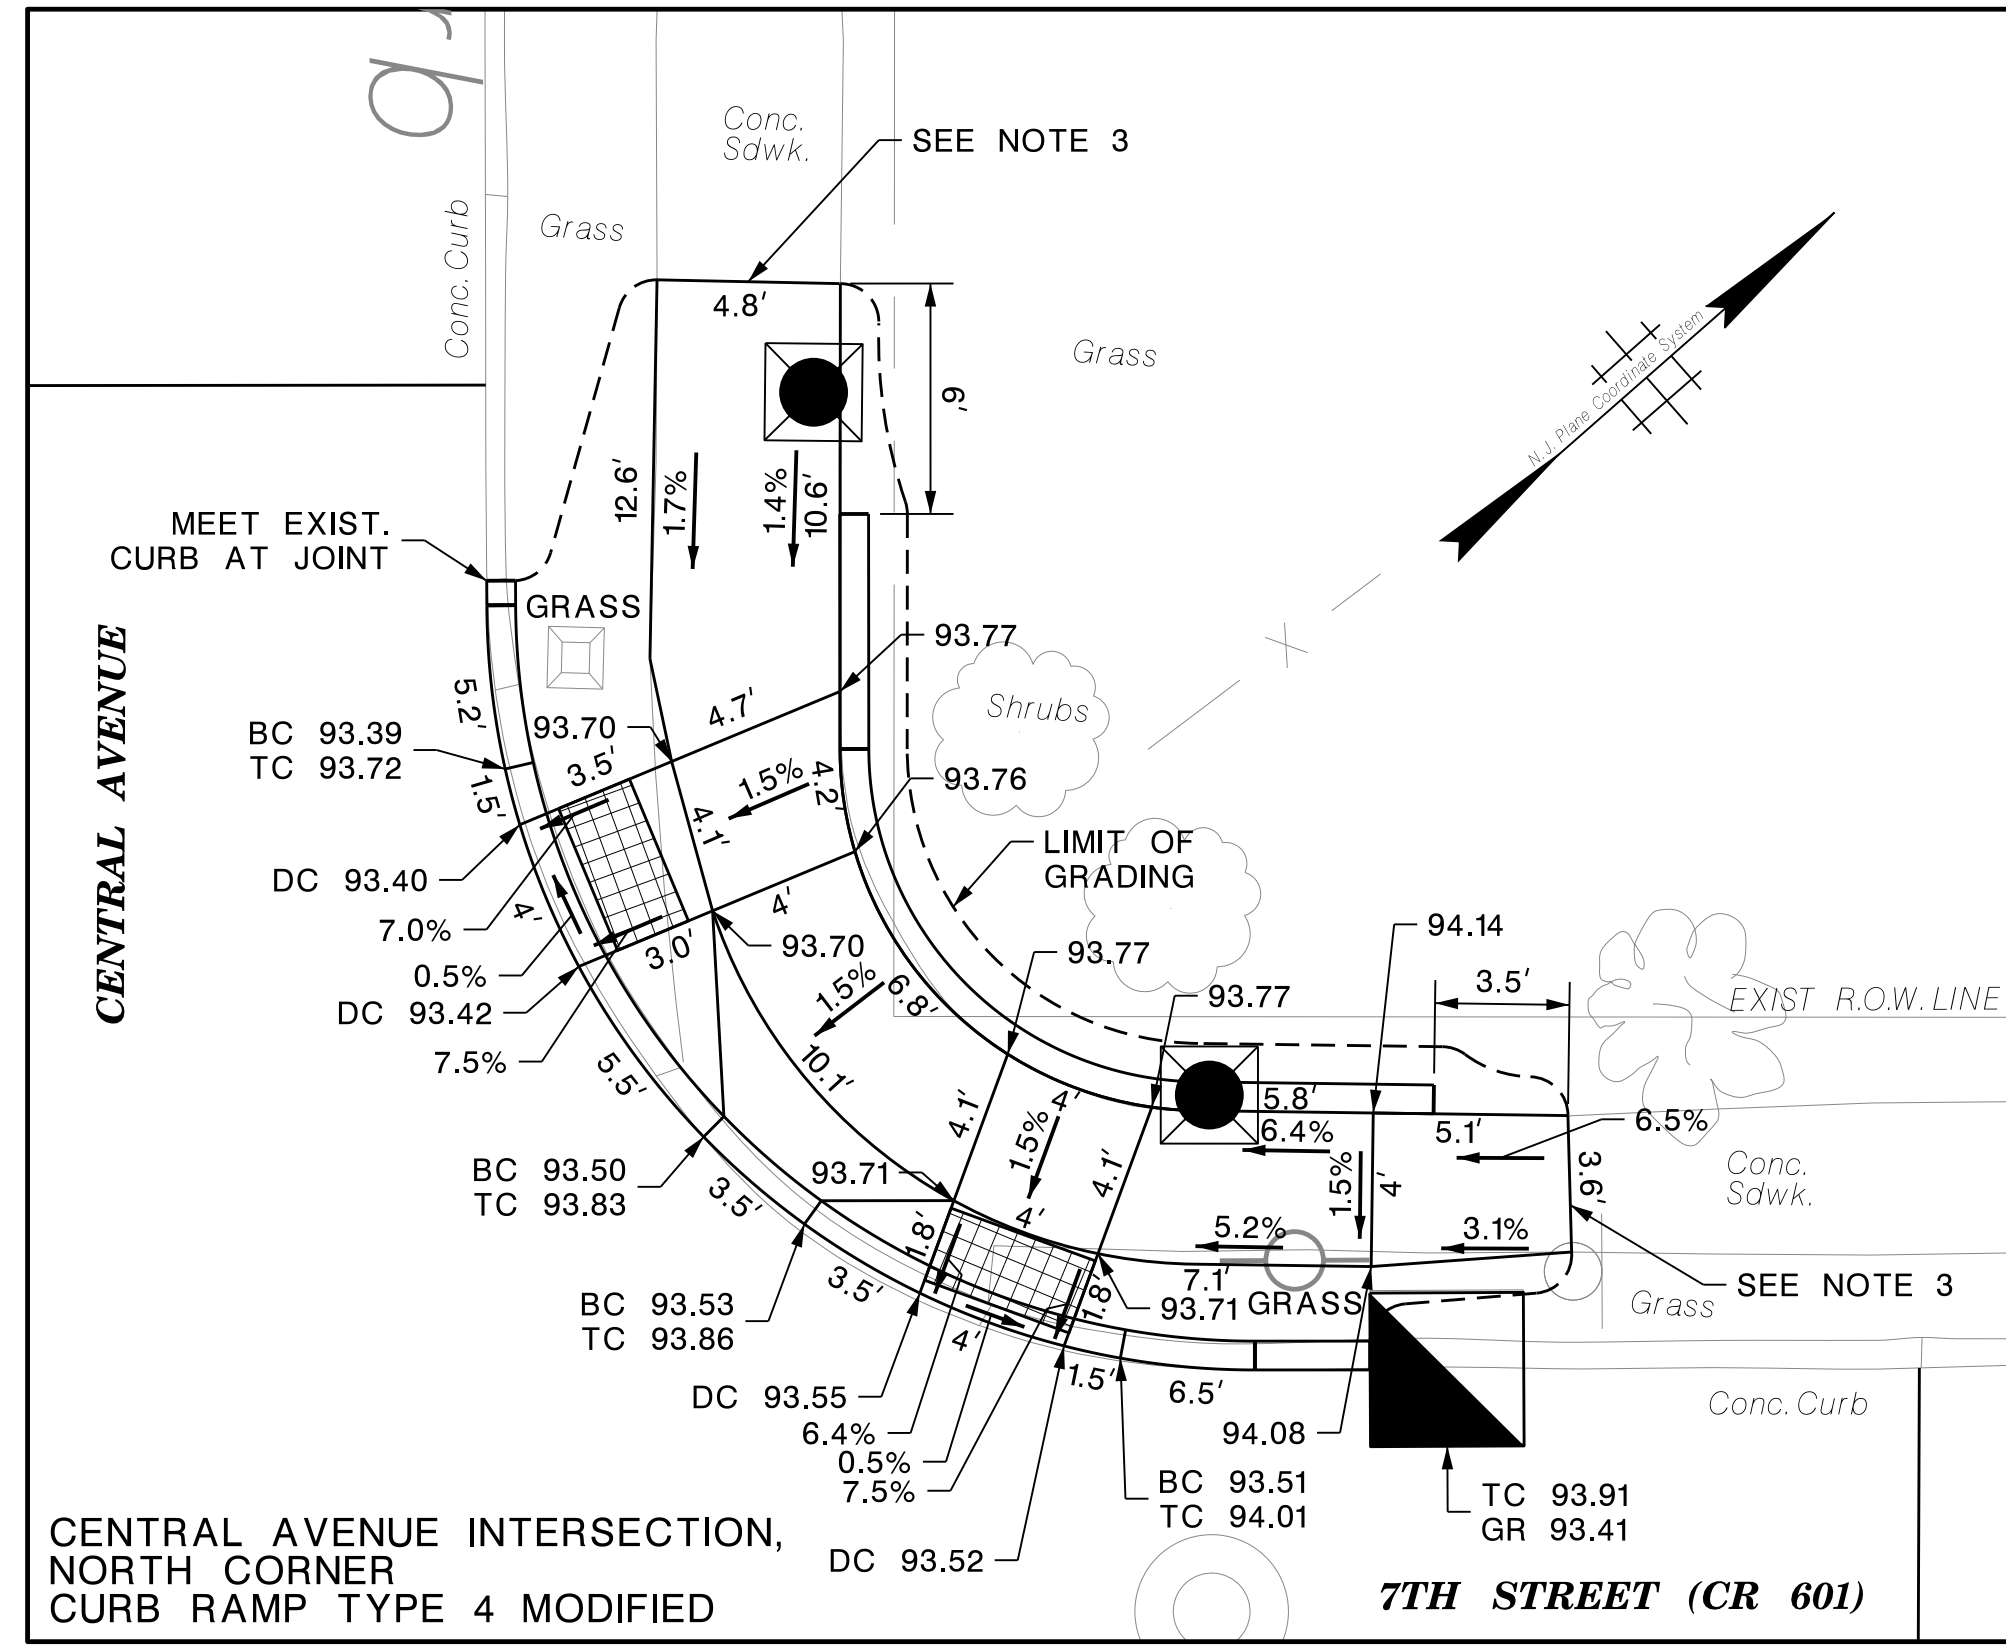 Conc.
Sdwk.
SEE NOTE 3
Conc. Curb
Grass
4.8'
Grass
9'
N.J. Plane Coordinate System
12.6'
1.7%
1.4%
10.6'
MEET EXIST.
CURB AT JOINT
GRASS
93.77
CENTRAL AVENUE
5.2'
4.7'
Shrubs
BC 93.39
TC 93.72
93.70
3.5'
1.5%
4.2'
93.76
1.5'
4.1'
LIMIT OF
GRADING
DC 93.40
4'
4'
7.0%
3.0'
93.70
93.77
94.14
0.5%
1.5%
6.8'
93.77
3.5'
EXIST R.O.W. LINE
DC 93.42
7.5%
5.5'
10.1'
4.1'
4'
1.5%
5.8'
6.4%
5.1'
6.5%
4.1'
1.5%
4'
3.6'
Conc.
Sdwk.
BC 93.50
TC 93.83
3.5'
93.71
1.8'
4'
5.2%
3.1%
7.1'
SEE NOTE 3
BC 93.53
TC 93.86
3.5'
1.8'
93.71
GRASS
Grass
4'
1.5'
6.5'
DC 93.55
6.4%
0.5%
7.5%
94.08
Conc. Curb
BC 93.51
TC 94.01
TC 93.91
GR 93.41
DC 93.52
CENTRAL AVENUE INTERSECTION,
NORTH CORNER
CURB RAMP TYPE 4 MODIFIED
7TH STREET (CR 601)